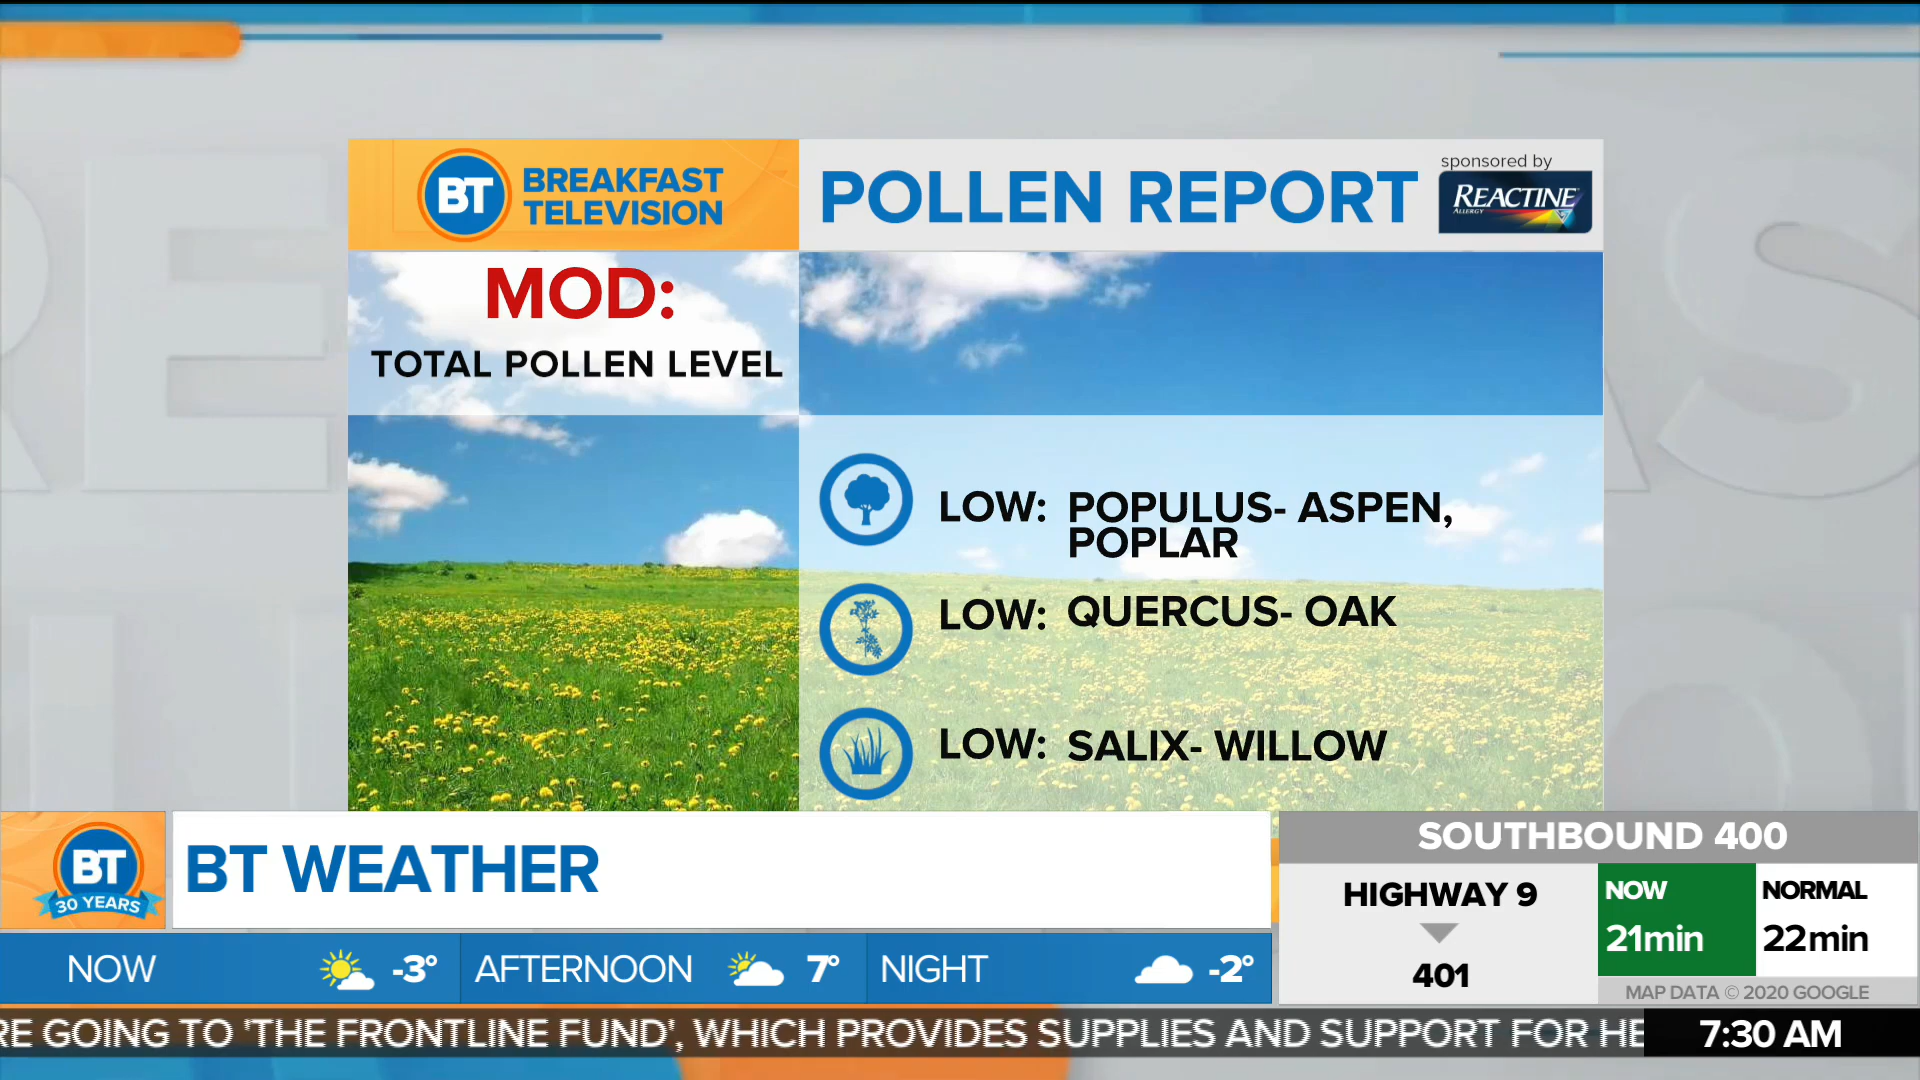 BT BREAKFAST
TELEVISION
POLLEN REPORT
sponsored by
REACTINE
ALLERGY
MOD:
TOTAL POLLEN LEVEL
LOW: POPULUS- ASPEN,
POPLAR
LOW: QUERCUS- OAK
LOW: SALIX- WILLOW
BT
30 YEARS
BT WEATHER
SOUTHBOUND 400
HIGHWAY 9
401
NOW
21min
NORMAL
22min
MAP DATA © 2020 GOOGLE
NOW -3° AFTERNOON 7° NIGHT -2°
RE GOING TO 'THE FRONTLINE FUND', WHICH PROVIDES SUPPLIES AND SUPPORT FOR HE
7:30 AM